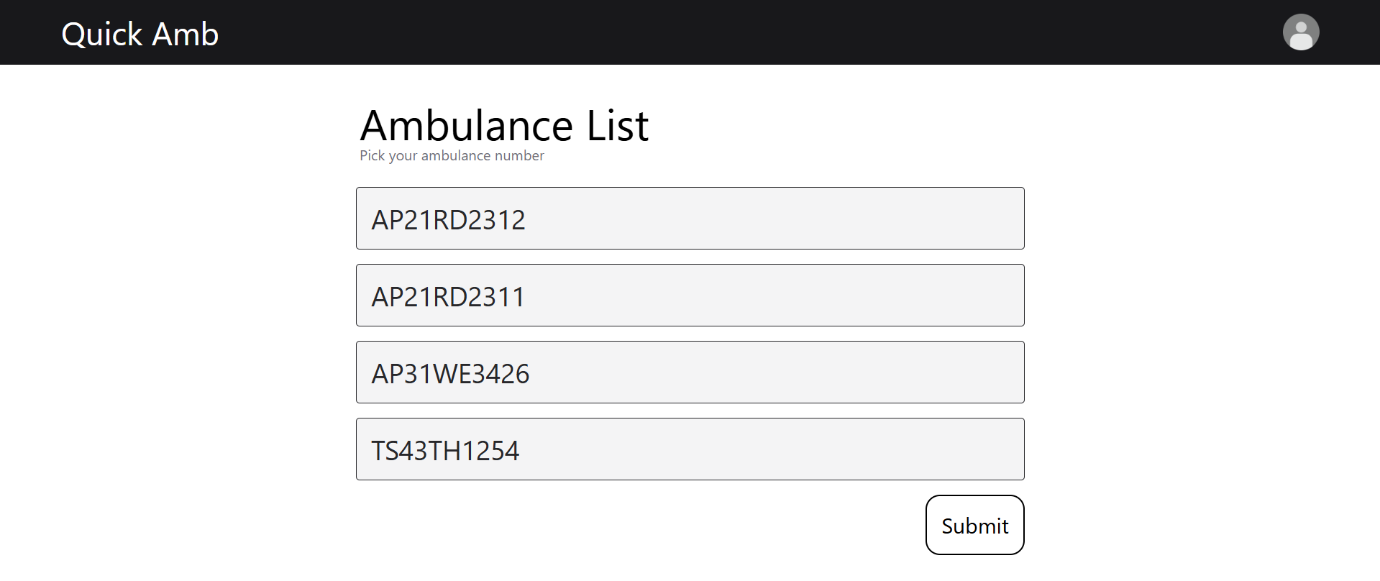 Quick Amb
Ambulance List
Pick your ambulance number
AP21RD2312
AP21RD2311
AP31WE3426
TS43TH1254
Submit